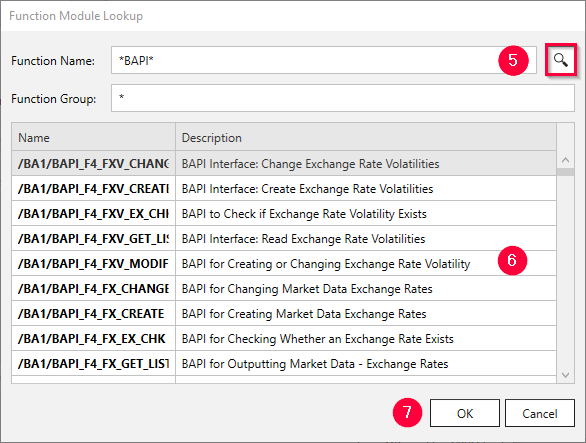 Function Module Lookup
Function Name: *BAPI* 5
Function Group: *
Name Description
/BA1/BAPI_F4_FXV_CHANG BAPI Interface: Change Exchange Rate Volatilities
/BA1/BAPI_F4_FXV_CREATI BAPI Interface: Create Exchange Rate Volatilities
/BA1/BAPI_F4_FXV_EX_CHI BAPI to Check if Exchange Rate Volatility Exists
/BA1/BAPI_F4_FXV_GET_LIS BAPI Interface: Read Exchange Rate Volatilities
/BA1/BAPI_F4_FXV_MODIF BAPI for Creating or Changing Exchange Rate Volatility 6
/BA1/BAPI_F4_FX_CHANGE BAPI for Changing Market Data Exchange Rates
/BA1/BAPI_F4_FX_CREATE BAPI for Creating Market Data Exchange Rates
/BA1/BAPI_F4_FX_EX_CHK BAPI for Checking Whether an Exchange Rate Exists
/BA1/BAPI_F4_FX_GET_LIST BAPI for Outputting Market Data - Exchange Rates
7 OK Cancel